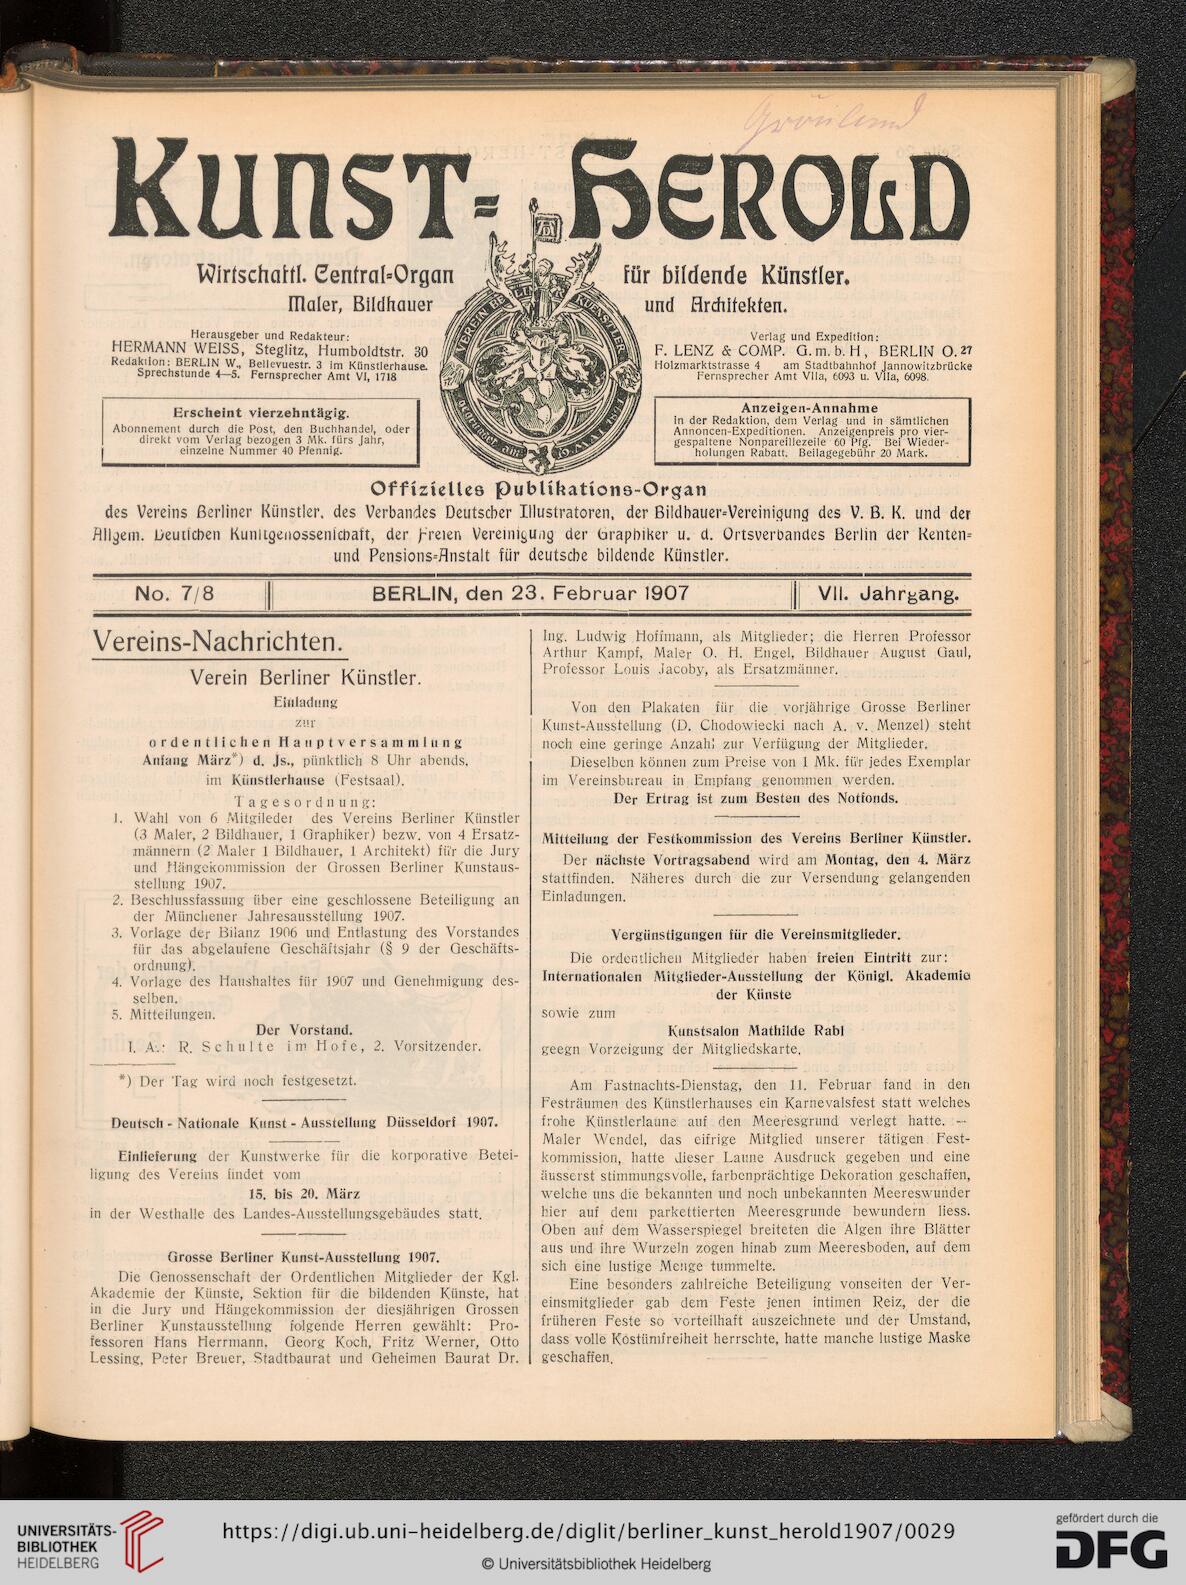 Grönland
KUNST= HEROLD
Wirtschaftl. Central=Organ für bildende Künstler.
Maler, Bildhauer und Architekten.
Herausgeber und Redakteur:
HERMANN WEISS, Steglitz, Humboldtstr. 30
Redaktion: BERLIN W., Bellevuestr. 3 im Künstlerhause.
Sprechstunde 4—5. Fernsprecher Amt VI, 1718
Verlag und Expedition:
F. LENZ & COMP. G. m. b. H, BERLIN O. 27
Holzmarktstrasse 4 am Stadtbahnhof Jannowitzbrücke
Fernsprecher Amt VIIa, 6093 u. VIIa, 6098.
VEREIN BERLINER KUENSTLER
gegründet am 19. MAI 1841
Erscheint vierzehntägig.
Abonnement durch die Post, den Buchhandel, oder
direkt vom Verlag bezogen 3 Mk. fürs Jahr,
einzelne Nummer 40 Pfennig.
Anzeigen-Annahme
in der Redaktion, dem Verlag und in sämtlichen
Annoncen-Expeditionen. Anzeigenpreis pro vier-
gespaltene Nonpareillezeile 60 Pfg. Bei Wieder-
holungen Rabatt. Beilagegebühr 20 Mark.
Offizielles Publikations-Organ
des Vereins Berliner Künstler, des Verbandes Deutscher Illustratoren, der Bildhauer=Vereinigung des V. B. K. und der
Allgem. Deutschen Kunstgenossenschaft, der Freien Vereinigung der Graphiker u. d. Ortsverbandes Berlin der Renten=
und Pensions=Anstalt für deutsche bildende Künstler.
No. 7/8 BERLIN, den 23. Februar 1907 VII. Jahrgang.
Vereins-Nachrichten.
Verein Berliner Künstler.
Einladung
zur
ordentlichen Hauptversammlung
Anfang März*) d. Js., pünktlich 8 Uhr abends,
im Künstlerhause (Festsaal).
Tagesordnung:
1. Wahl von 6 Mitgileder des Vereins Berliner Künstler
(3 Maler, 2 Bildhauer, 1 Graphiker) bezw. von 4 Ersatz-
männern (2 Maler 1 Bildhauer, 1 Architekt) für die Jury
und Hängekommission der Grossen Berliner Kunstaus-
stellung 1907.
2. Beschlussfassung über eine geschlossene Beteiligung an
der Münchener Jahresausstellung 1907.
3. Vorlage der Bilanz 1906 und Entlastung des Vorstandes
für das abgelaufene Geschäftsjahr (§ 9 der Geschäfts-
ordnung).
4. Vorlage des Haushaltes für 1907 und Genehmigung des-
selben.
5. Mitteilungen.
Der Vorstand.
I. A.: R. Schulte im Hofe, 2. Vorsitzender.
*) Der Tag wird noch festgesetzt.
Deutsch - Nationale Kunst - Ausstellung Düsseldorf 1907.
Einlieferung der Kunstwerke für die korporative Betei-
ligung des Vereins findet vom
15. bis 20. März
in der Westhalle des Landes-Ausstellungsgebäudes statt.
Grosse Berliner Kunst-Ausstellung 1907.
Die Genossenschaft der Ordentlichen Mitglieder der Kgl.
Akademie der Künste, Sektion für die bildenden Künste, hat
in die Jury und Hängekommission der diesjährigen Grossen
Berliner Kunstausstellung folgende Herren gewählt: Pro-
fessoren Hans Herrmann, Georg Koch, Fritz Werner, Otto
Lessing, Peter Breuer, Stadtbaurat und Geheimen Baurat Dr.
Ing. Ludwig Hoffmann, als Mitglieder; die Herren Professor
Arthur Kampf, Maler O. H. Engel, Bildhauer August Gaul,
Professor Louis Jacoby, als Ersatzmänner.
Von den Plakaten für die vorjährige Grosse Berliner
Kunst-Ausstellung (D. Chodowiecki nach A. v. Menzel) steht
noch eine geringe Anzahl zur Verfügung der Mitglieder.
Dieselben können zum Preise von 1 Mk. für jedes Exemplar
im Vereinsbureau in Empfang genommen werden.
Der Ertrag ist zum Besten des Notfonds.
Mitteilung der Festkommission des Vereins Berliner Künstler.
Der nächste Vortragsabend wird am Montag, den 4. März
stattfinden. Näheres durch die zur Versendung gelangenden
Einladungen.
Vergünstigungen für die Vereinsmitglieder.
Die ordentlichen Mitglieder haben freien Eintritt zur:
Internationalen Mitglieder-Ausstellung der Königl. Akademie
der Künste
sowie zum
Kunstsalon Mathilde Rabl
geegn Vorzeigung der Mitgliedskarte.
Am Fastnachts-Dienstag, den 11. Februar fand in den
Festräumen des Künstlerhauses ein Karnevalsfest statt welches
frohe Künstlerlaune auf den Meeresgrund verlegt hatte. —
Maler Wendel, das eifrige Mitglied unserer tätigen Fest-
kommission, hatte dieser Laune Ausdruck gegeben und eine
äusserst stimmungsvolle, farbenprächtige Dekoration geschaffen,
welche uns die bekannten und noch unbekannten Meereswunder
hier auf dem parkettierten Meeresgrunde bewundern liess.
Oben auf dem Wasserspiegel breiteten die Algen ihre Blätter
aus und ihre Wurzeln zogen hinab zum Meeresboden, auf dem
sich eine lustige Menge tummelte.
Eine besonders zahlreiche Beteiligung vonseiten der Ver-
einsmitglieder gab dem Feste jenen intimen Reiz, der die
früheren Feste so vorteilhaft auszeichnete und der Umstand,
dass volle Kostümfreiheit herrschte, hatte manche lustige Maske
geschaffen.
UNIVERSITÄTS-
BIBLIOTHEK
HEIDELBERG
https://digi.ub.uni-heidelberg.de/diglit/berliner_kunst_herold1907/0029
© Universitätsbibliothek Heidelberg
gefördert durch die
DFG